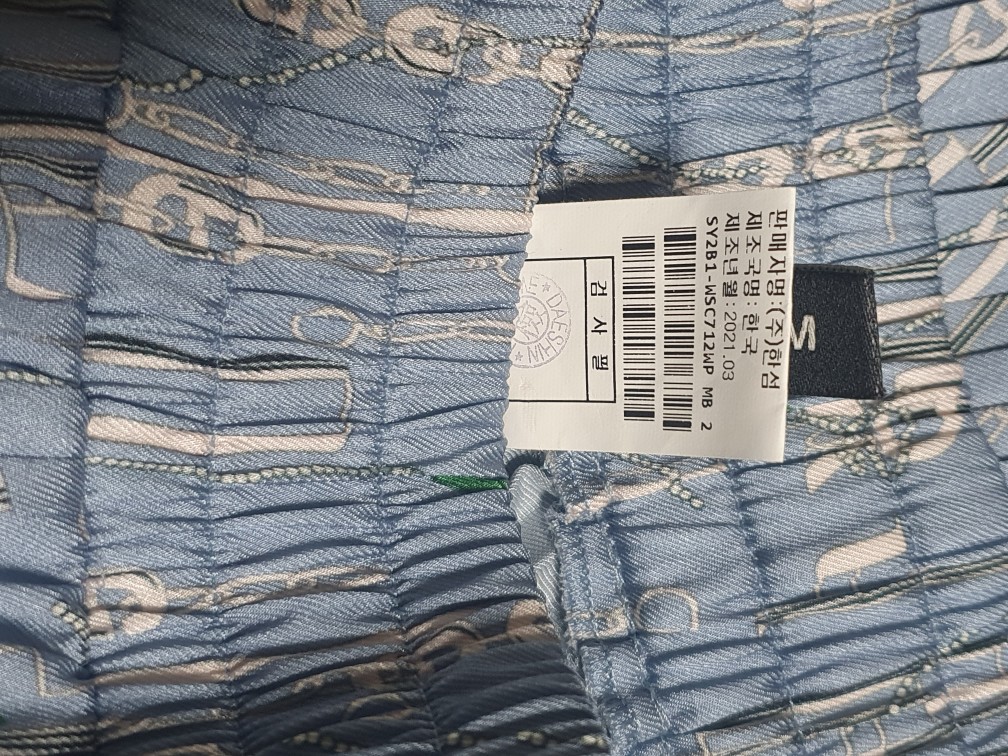 판매자명:(주)한섬
제조국명:한국
제조년월:2021.03
SY2B1-WSC712WP MB 2
검사필
DAESHIN